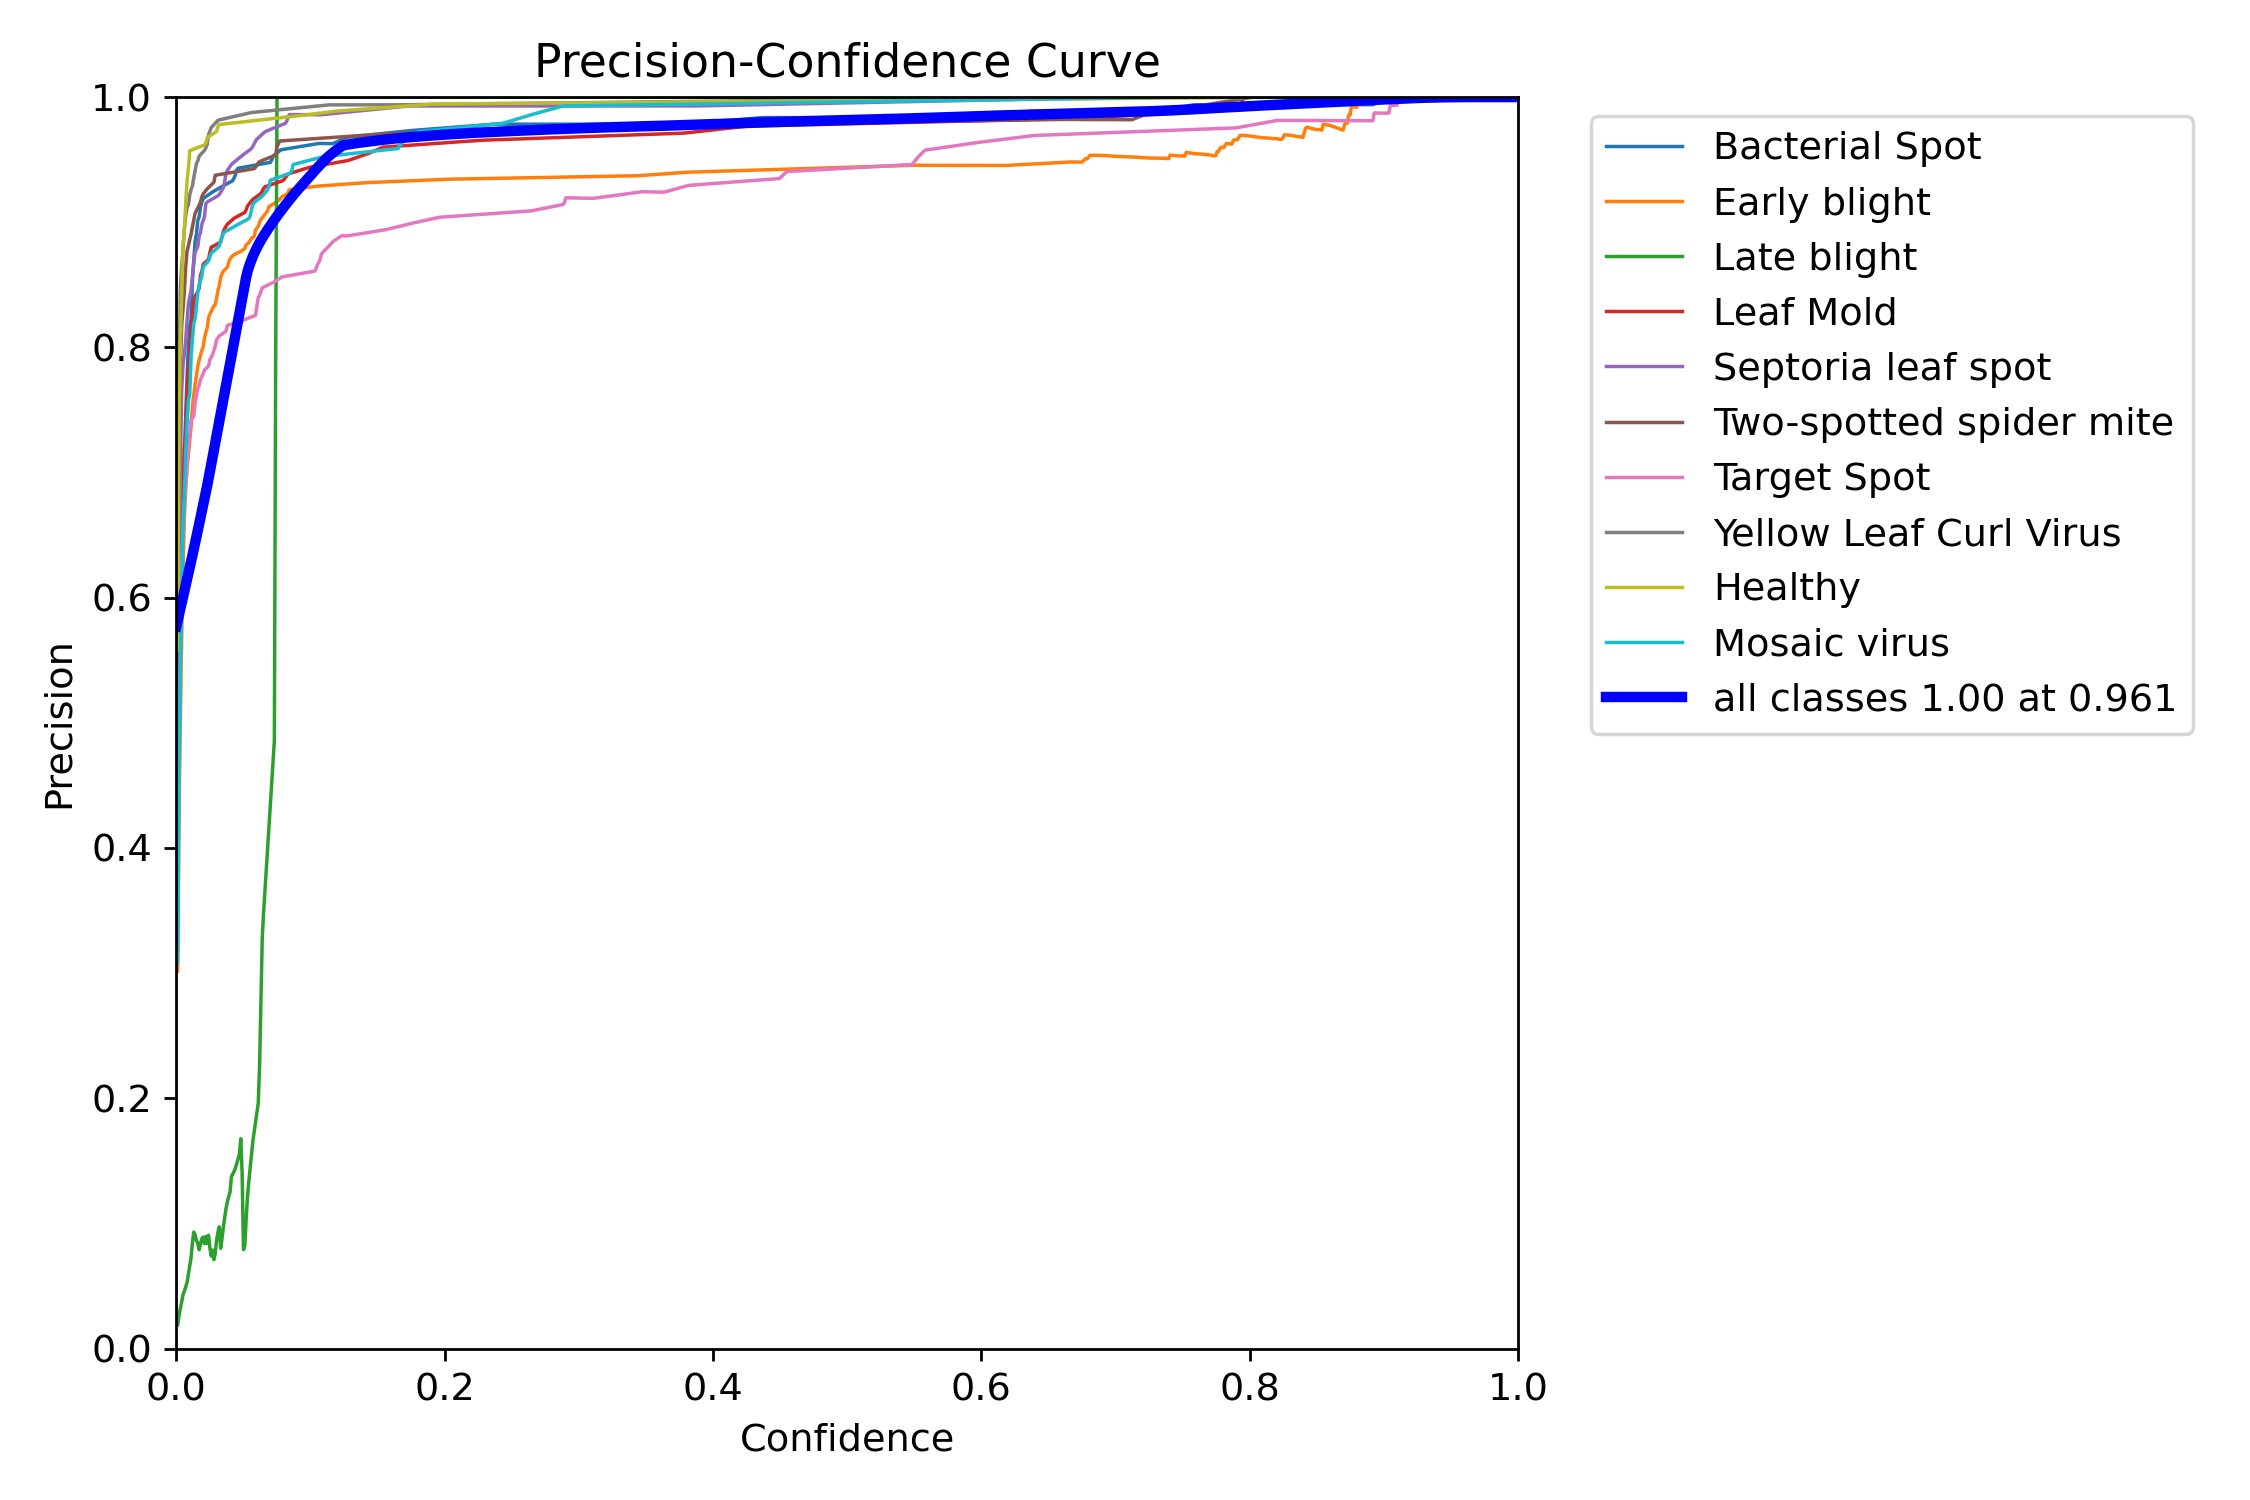 Precision-Confidence Curve
1.0
0.8
0.6
0.4
0.2
0.0
Precision
0.0 0.2 0.4 0.6 0.8 1.0
Confidence
Bacterial Spot
Early blight
Late blight
Leaf Mold
Septoria leaf spot
Two-spotted spider mite
Target Spot
Yellow Leaf Curl Virus
Healthy
Mosaic virus
all classes 1.00 at 0.961